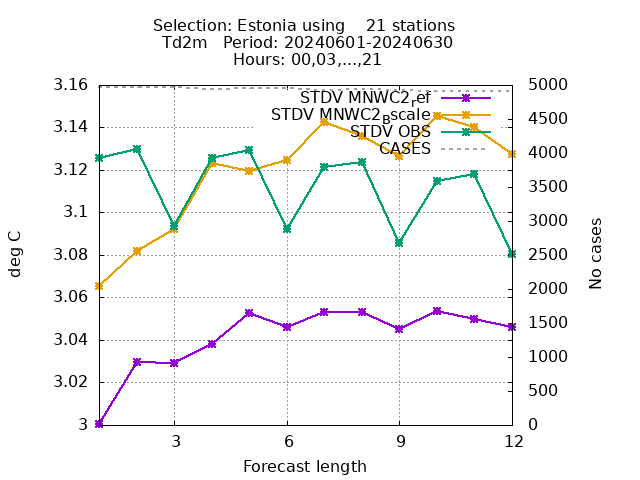 Selection: Estonia using    21 stations
Td2m   Period: 20240601-20240630
Hours: 00,03,...,21
STDV MNWC2_ref
STDV MNWC2_Bscale
STDV OBS
CASES
3.16
3.14
3.12
3.1
3.08
3.06
3.04
3.02
3
5000
4500
4000
3500
3000
2500
2000
1500
1000
500
0
deg C
No cases
3
6
9
12
Forecast length